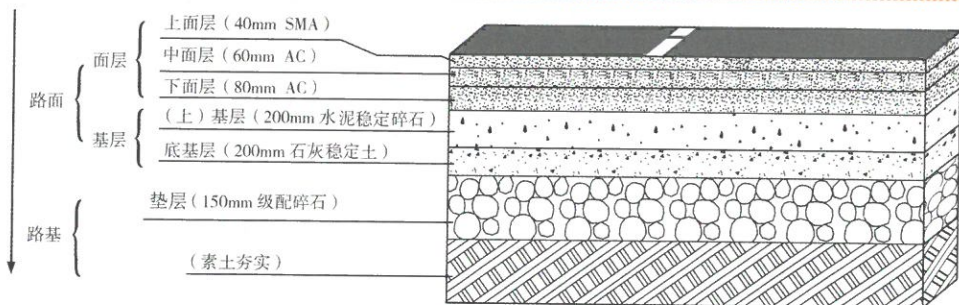 上面层（40mm SMA）
面层
中面层（60mm AC）
路面
下面层（80mm AC）
（上）基层（200mm 水泥稳定碎石）
基层
底基层（200mm 石灰稳定土）
垫层（150mm 级配碎石）
路基
（素土夯实）